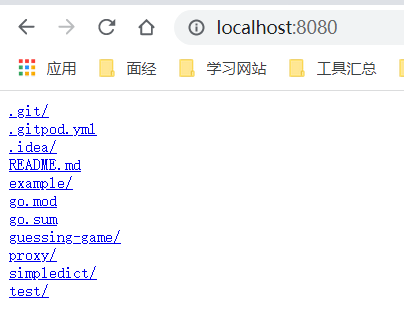 localhost:8080
应用 面经 学习网站 工具汇总
.git/
.gitpod.yml
.idea/
README.md
example/
go.mod
go.sum
guessing-game/
proxy/
simpledict/
test/